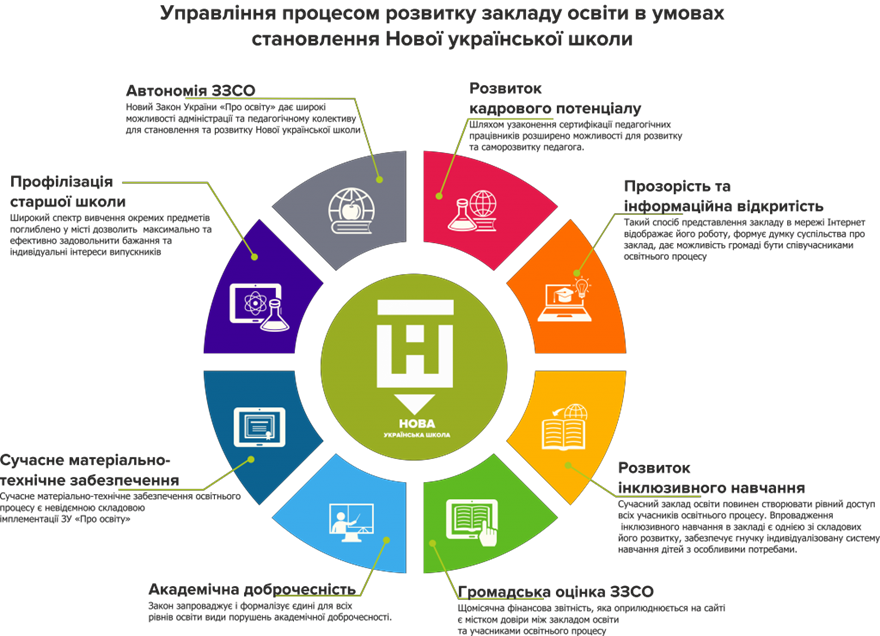 Управління процесом розвитку закладу освіти в умовах
становлення Нової української школи
Автономія ЗЗСО
Новий Закон України «Про освіту» дає широкі
можливості адміністрації та педагогічному колективу
для становлення та розвитку Нової української школи
Розвиток
кадрового потенціалу
Шляхом узаконення сертифікації педагогічних
працівників розширено можливості для розвитку
та саморозвитку педагога.
Профілізація
старшої школи
Широкий спектр вивчення окремих предметів
поглиблено у місті дозволить максимально та
ефективно задовольнити бажання та
індивідуальні інтереси випускників
Прозорість та
інформаційна відкритість
Такий спосіб представлення закладу в мережі Інтернет
відображає його роботу, формує думку суспільства про
заклад, дає можливість громаді бути співучасниками
освітнього процесу
НОВА
УКРАЇНСЬКА ШКОЛА
Сучасне матеріально-
технічне забезпечення
Сучасне матеріально-технічне забезпечення освітнього
процесу є невідємною складовою
імплементації ЗУ «Про освіту»
Розвиток
інклюзивного навчання
Сучасний заклад освіти повинен створювати рівний доступ
всіх учасників освітнього процесу. Впровадження
інклюзивного навчання в закладі є однією зі складових
його розвитку, забезпечує гнучку індивідуалізовану систему
навчання дітей з особливими потребами.
Академічна доброчесність
Закон запроваджує і формалізує єдині для всіх
рівнів освіти види порушень академічної доброчесності.
Громадська оцінка ЗЗСО
Щомісячна фінансова звітність, яка оприлюднюється на сайті
є містком довіри між закладом освіти
та учасниками освітнього процесу